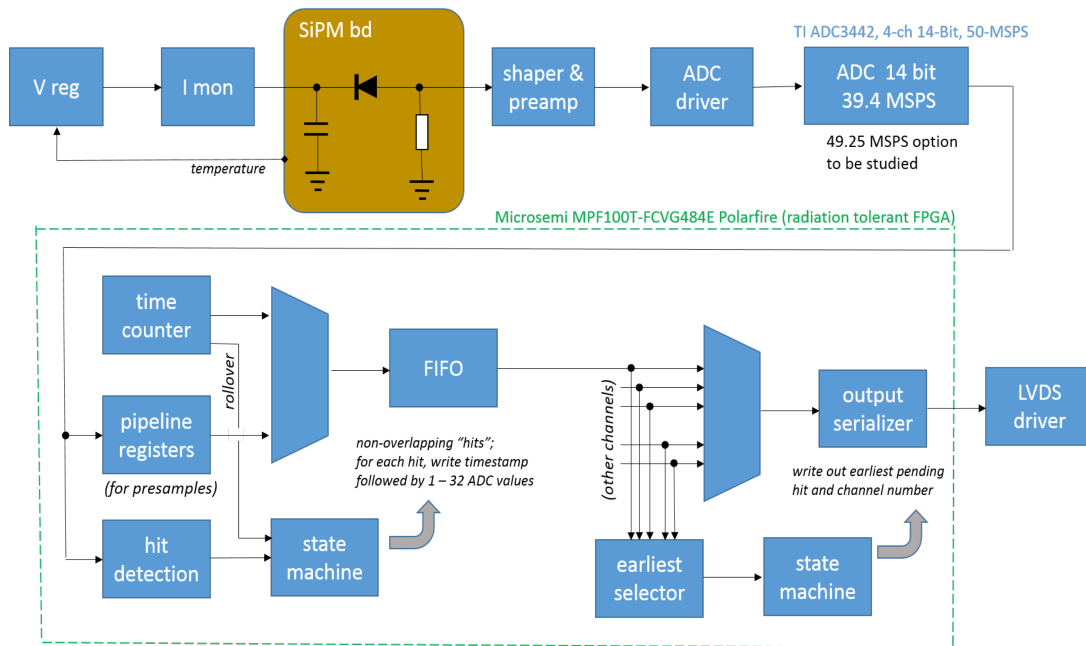 SiPM bd
TI ADC3442, 4-ch 14-Bit, 50-MSPS
V reg
I mon
shaper &
preamp
ADC
driver
ADC 14 bit
39.4 MSPS
temperature
49.25 MSPS option
to be studied
Microsemi MPF100T-FCVG484E Polarfire (radiation tolerant FPGA)
time
counter
rollover
FIFO
(other channels)
output
serializer
LVDS
driver
pipeline
registers
(for presamples)
non-overlapping “hits”;
for each hit, write timestamp
followed by 1 – 32 ADC values
write out earliest pending
hit and channel number
hit
detection
state
machine
earliest
selector
state
machine